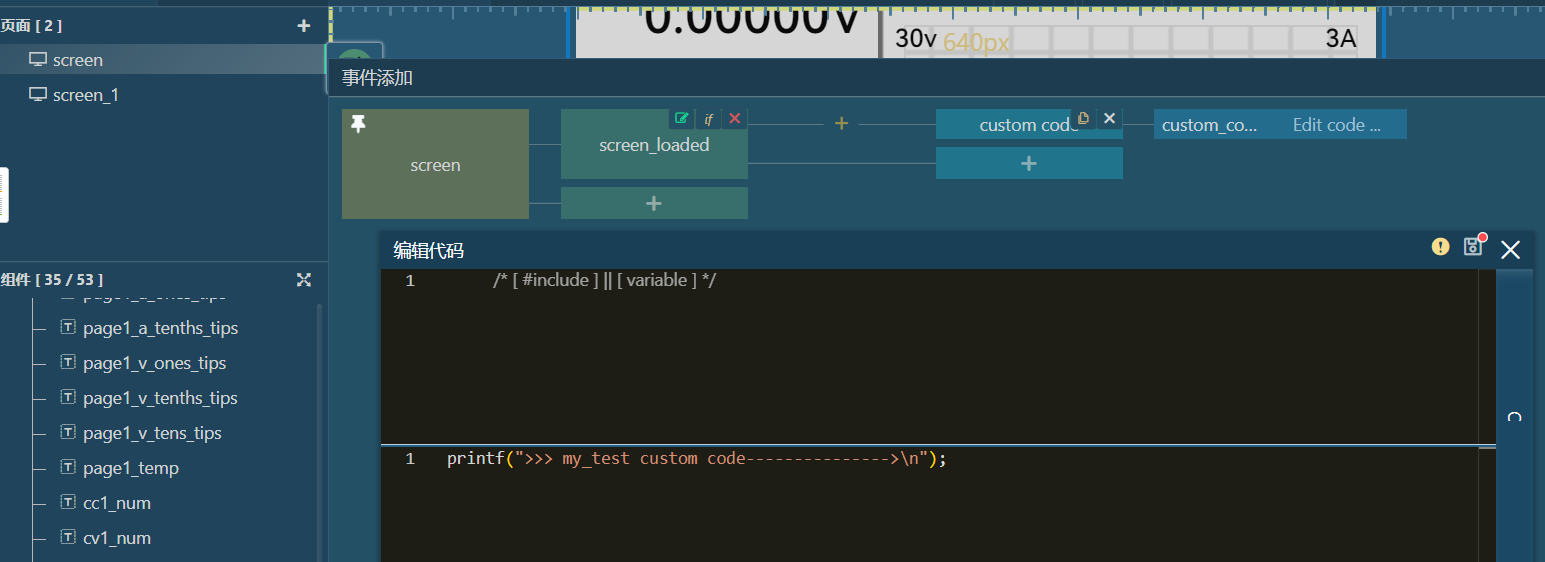 页面 [ 2 ]
screen
screen_1
0.00000v
30v
640px
3A
事件添加
screen
screen_loaded
if
custom code
custom_co...
Edit code ...
编辑代码
1
/* [ #include ] || [ variable ] */
1
printf(">>> my_test custom code--------------->\n");
组件 [ 35 / 53 ]
page1_a_tenths_tips
page1_v_ones_tips
page1_v_tenths_tips
page1_v_tens_tips
page1_temp
cc1_num
cv1_num